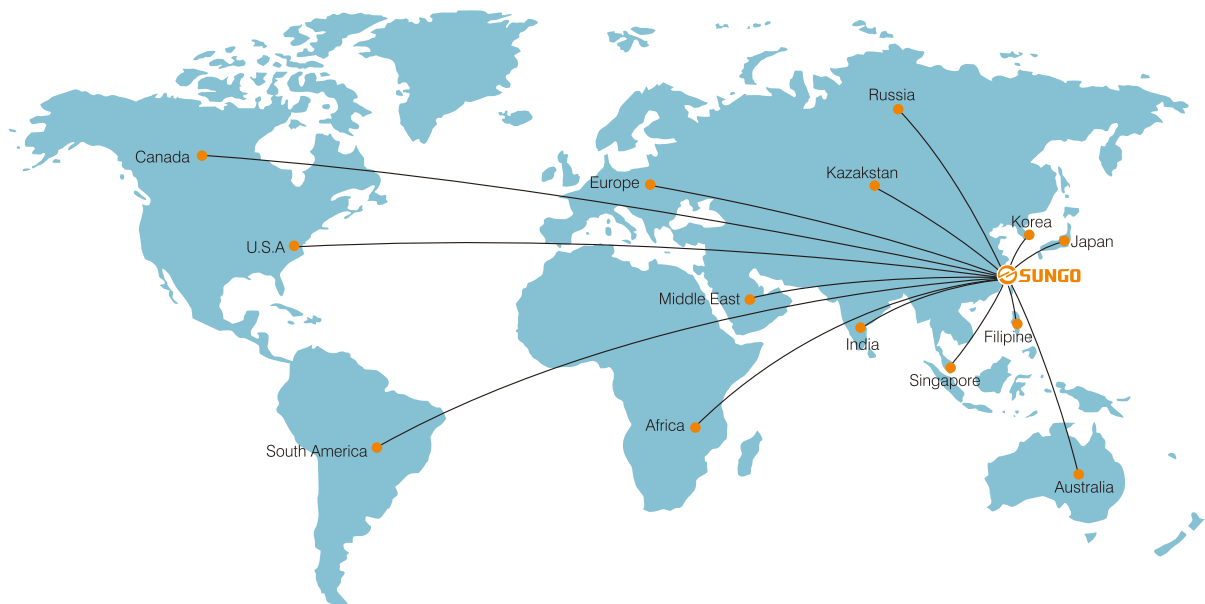 Russia
Canada
Kazakstan
Europe
Korea
U.S.A
Japan
SUNGO
Middle East
Filipine
India
Singapore
Africa
South America
Australia